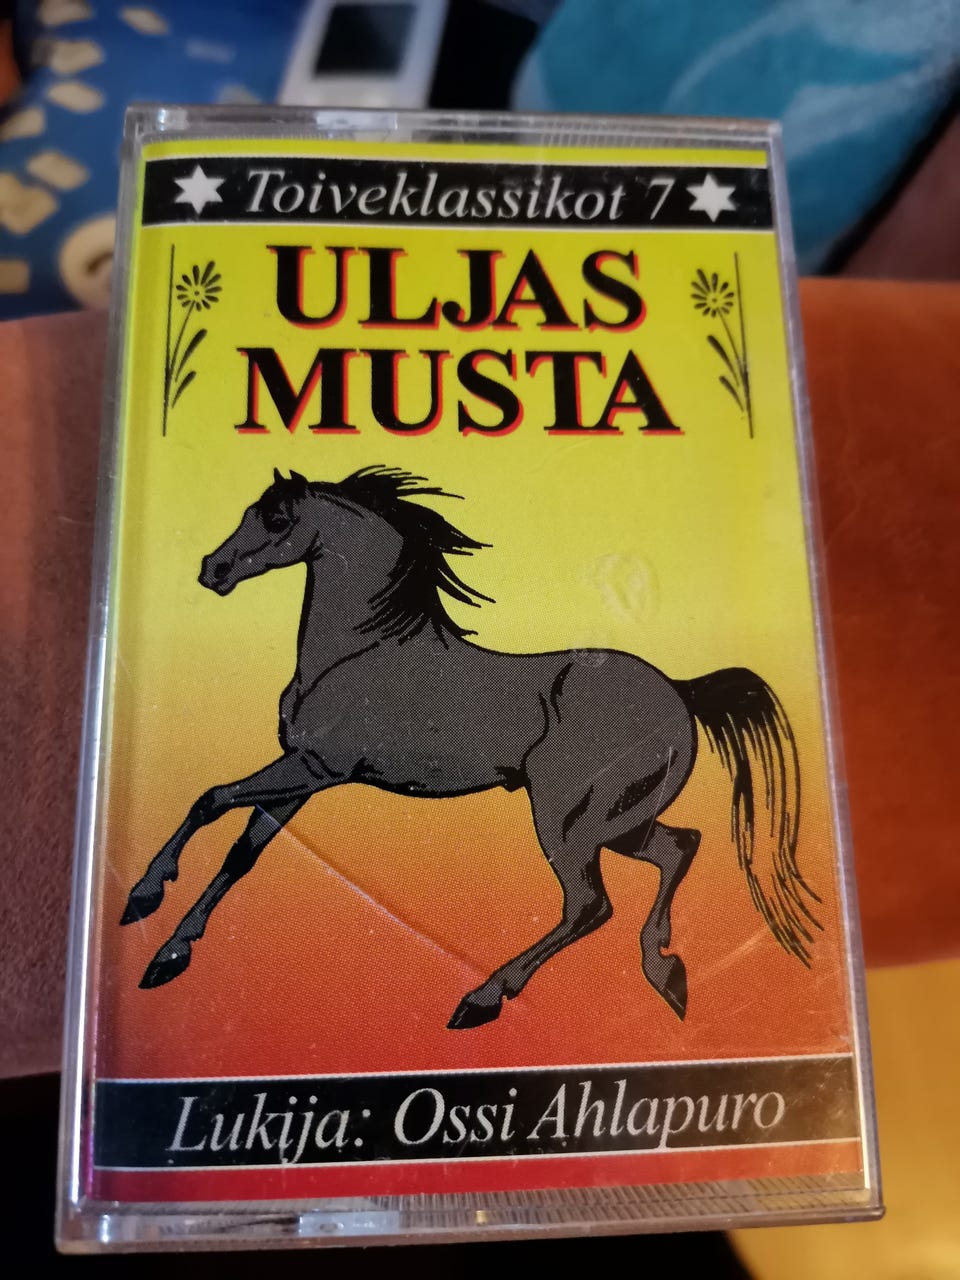 Toiveklassikot 7
ULJAS
MUSTA
Lukija: Ossi Ahlapuro